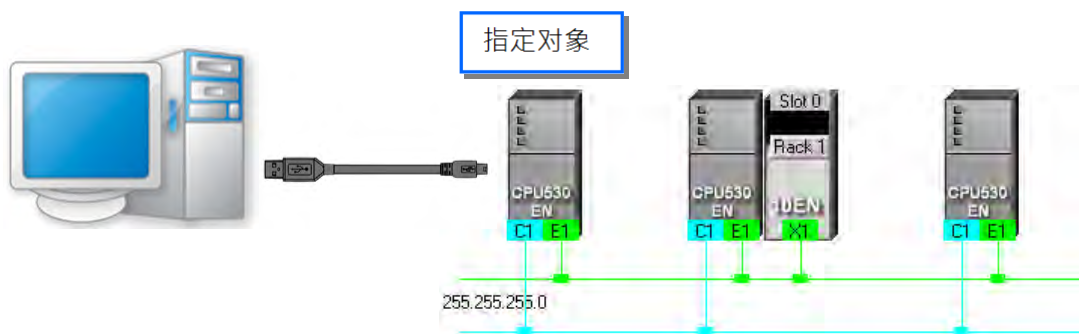 指定对象
Slot 0
Rack 1
CPU530
EN
C1 E1
CPU530
EN
C1 E1
10EN
X1
CPU530
EN
C1 E1
255.255.255.0